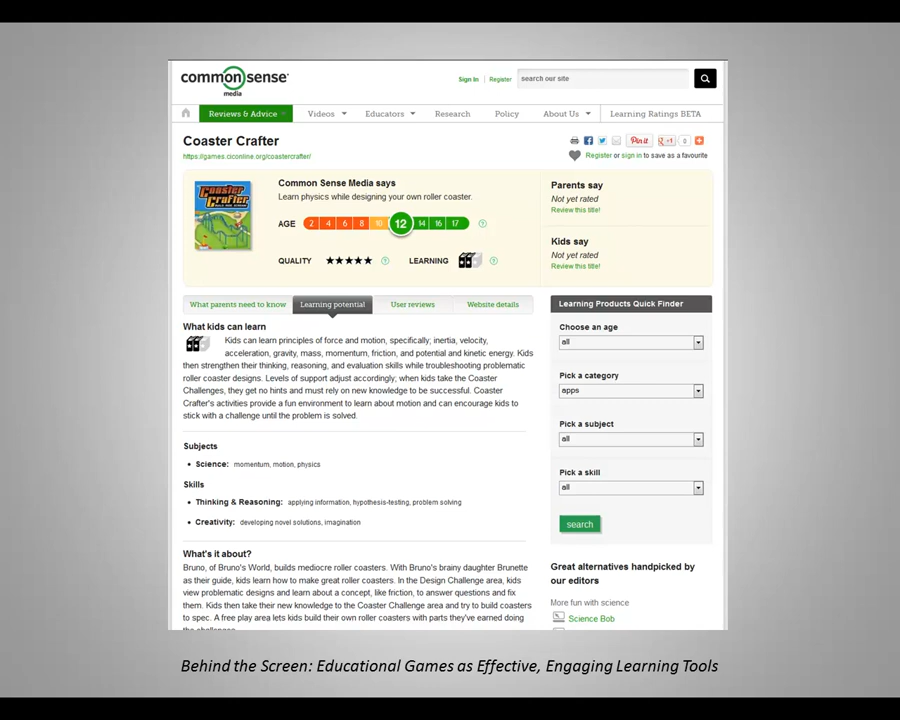 common sense
media
Sign In | Register
search our site
Reviews & Advice
Videos
Educators
Research
Policy
About Us
Learning Ratings BETA
Coaster Crafter
https://games.ciconline.org/coastercrafter/
Pin it
+1
0
Register or sign in to save as a favourite
Coaster Crafter
Common Sense Media says
Learn physics while designing your own roller coaster.
AGE 2 4 6 8 10 12 14 16 17 ?
QUALITY ★★★★★ ? LEARNING ?
Parents say
Not yet rated
Review this title!
Kids say
Not yet rated
Review this title!
What parents need to know
Learning potential
User reviews
Website details
What kids can learn
Kids can learn principles of force and motion, specifically; inertia, velocity,
acceleration, gravity, mass, momentum, friction, and potential and kinetic energy. Kids
then strengthen their thinking, reasoning, and evaluation skills while troubleshooting problematic
roller coaster designs. Levels of support adjust accordingly; when kids take the Coaster
Challenges, they get no hints and must rely on new knowledge to be successful. Coaster
Crafter's activities provide a fun environment to learn about motion and can encourage kids to
stick with a challenge until the problem is solved.
Subjects
• Science: momentum, motion, physics
Skills
• Thinking & Reasoning: applying information, hypothesis-testing, problem solving
• Creativity: developing novel solutions, imagination
What's it about?
Bruno, of Bruno's World, builds mediocre roller coasters. With Bruno's brainy daughter Brunette
as their guide, kids learn how to make great roller coasters. In the Design Challenge area, kids
view problematic designs and learn about a concept, like friction, to answer questions and fix
them. Kids then take their new knowledge to the Coaster Challenge area and try to build coasters
to spec. A free play area lets kids build their own roller coasters with parts they've earned doing
the challenges.
Learning Products Quick Finder
Choose an age
all
Pick a category
apps
Pick a subject
all
Pick a skill
all
search
Great alternatives handpicked by
our editors
More fun with science
Science Bob
Behind the Screen: Educational Games as Effective, Engaging Learning Tools